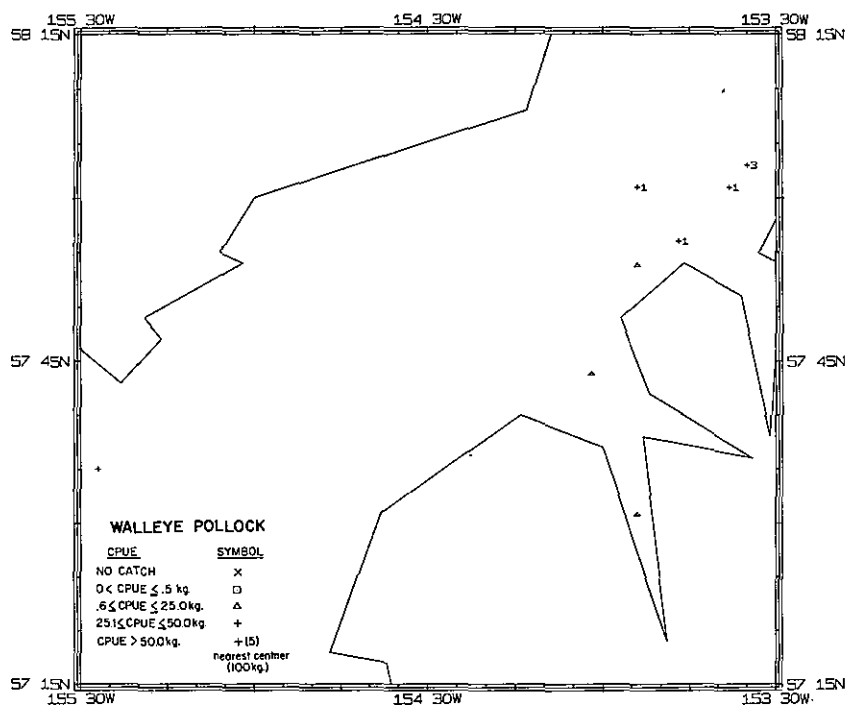 155 30W 154 30W 153 30W
58 15N 58 15N
+3
+1 +1
+1
57 45N 57 45N
WALLEYE POLLOCK
CPUE SYMBOL
NO CATCH X
0 < CPUE ≤ .5 kg. □
.6 ≤ CPUE ≤ 25.0kg. △
25.1 ≤ CPUE ≤ 50.0kg. +
CPUE > 50.0kg. +(5)
nearest centner
(100kg.)
57 15N 57 15N
155 30W 154 30W 153 30W.